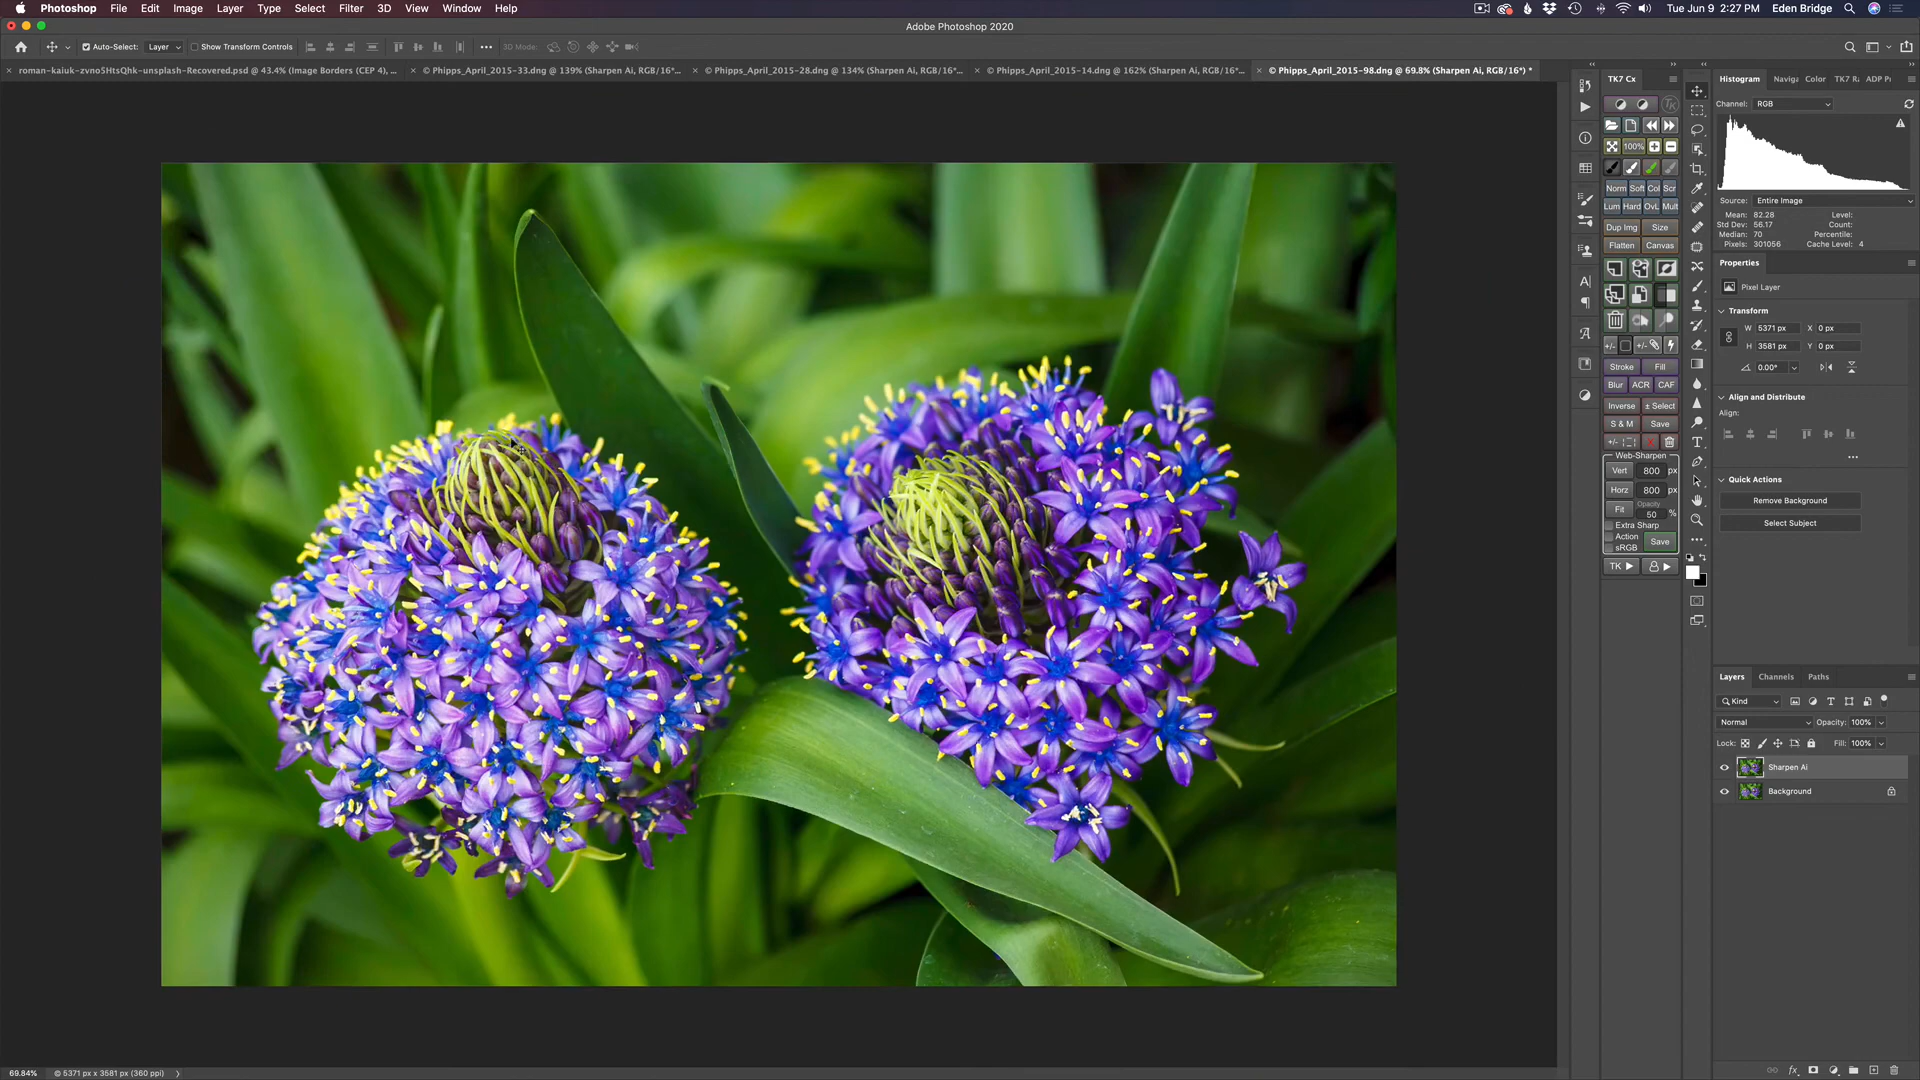 Photoshop File Edit Image Layer Type Select Filter 3D View Window Help
Tue Jun 9 2:27 PM Eden Bridge
Adobe Photoshop 2020
Auto-Select: Layer Show Transform Controls 3D Mode:
roman-kaiuk-zvnoSHtsQhk-unsplash-Recovered.psd @ 43.4% (Image Borders (CEP 4), ...
© Phipps_April_2015-33.dng @ 139% (Sharpen Ai, RGB/16*...
© Phipps_April_2015-28.dng @ 134% (Sharpen Ai, RGB/16*...
© Phipps_April_2015-14.dng @ 162% (Sharpen Ai, RGB/16*...
© Phipps_April_2015-98.dng @ 69.8% (Sharpen Ai, RGB/16*) *
TK7 Cx
100%
Norm Soft Col Scr
Lum Hard OvL Mult
Dup Img Size
Flatten Canvas
Stroke Fill
Blur ACR CAF
Inverse ± Select
S & M Save
Web-Sharpen
Vert 800 px
Horz 800 px
Fit Opacity 50 %
Extra Sharp
Action
sRGB Save
TK
Histogram Naviga Color TK7 R ADP P
Channel: RGB
Source: Entire Image
Mean: 82.28 Level:
Std Dev: 56.17 Count:
Median: 70 Percentile:
Pixels: 301056 Cache Level: 4
Properties
Pixel Layer
Transform
W 5371 px X 0 px
H 3581 px Y 0 px
0.00°
Align and Distribute
Align:
Quick Actions
Remove Background
Select Subject
Layers Channels Paths
Kind
Normal Opacity: 100%
Lock: Fill: 100%
Sharpen Ai
Background
69.84% © 5371 px x 3581 px (360 ppi)